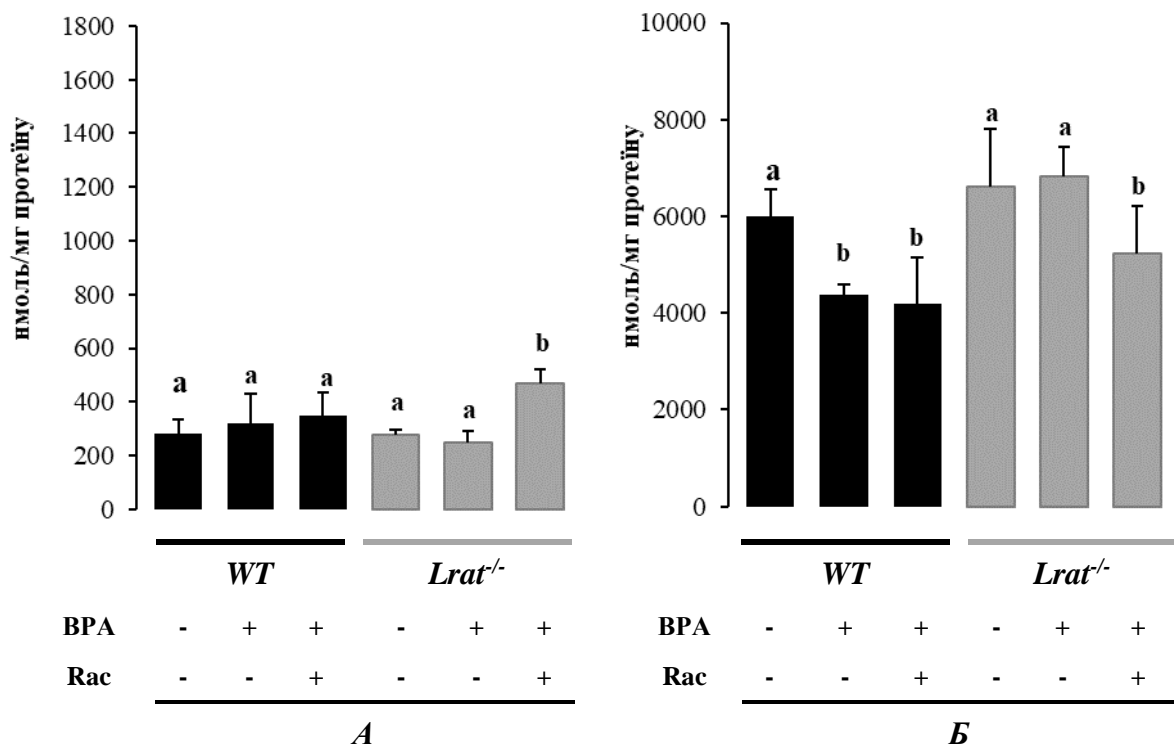 нмоль/мг протеїну
1800
1600
1400
1200
1000
800
600
400
200
0
a
a
a
a
a
b
WT Lrat-/-
BPA - + + - + +
Rac - - + - - +
А
нмоль/мг протеїну
10000
8000
6000
4000
2000
0
a
b
b
a
a
b
WT Lrat-/-
BPA - + + - + +
Rac - - + - - +
Б